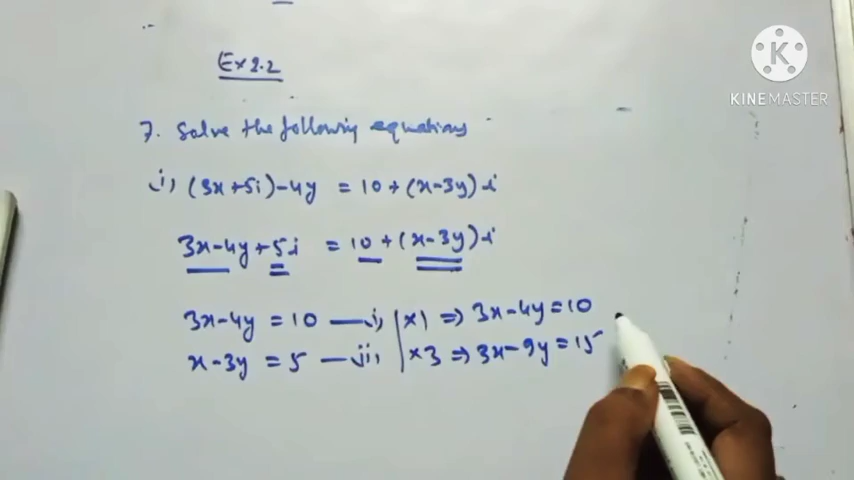 Ex 2.2
KINEMASTER
7. Solve the following equations
i, (3x+5i)-4y = 10+(x-3y)i
3x-4y+5i = 10+(x-3y)i
3x-4y = 10 — i, | ×1 ⇒ 3x-4y=10
x-3y = 5 — ii, | ×3 ⇒ 3x-9y=15